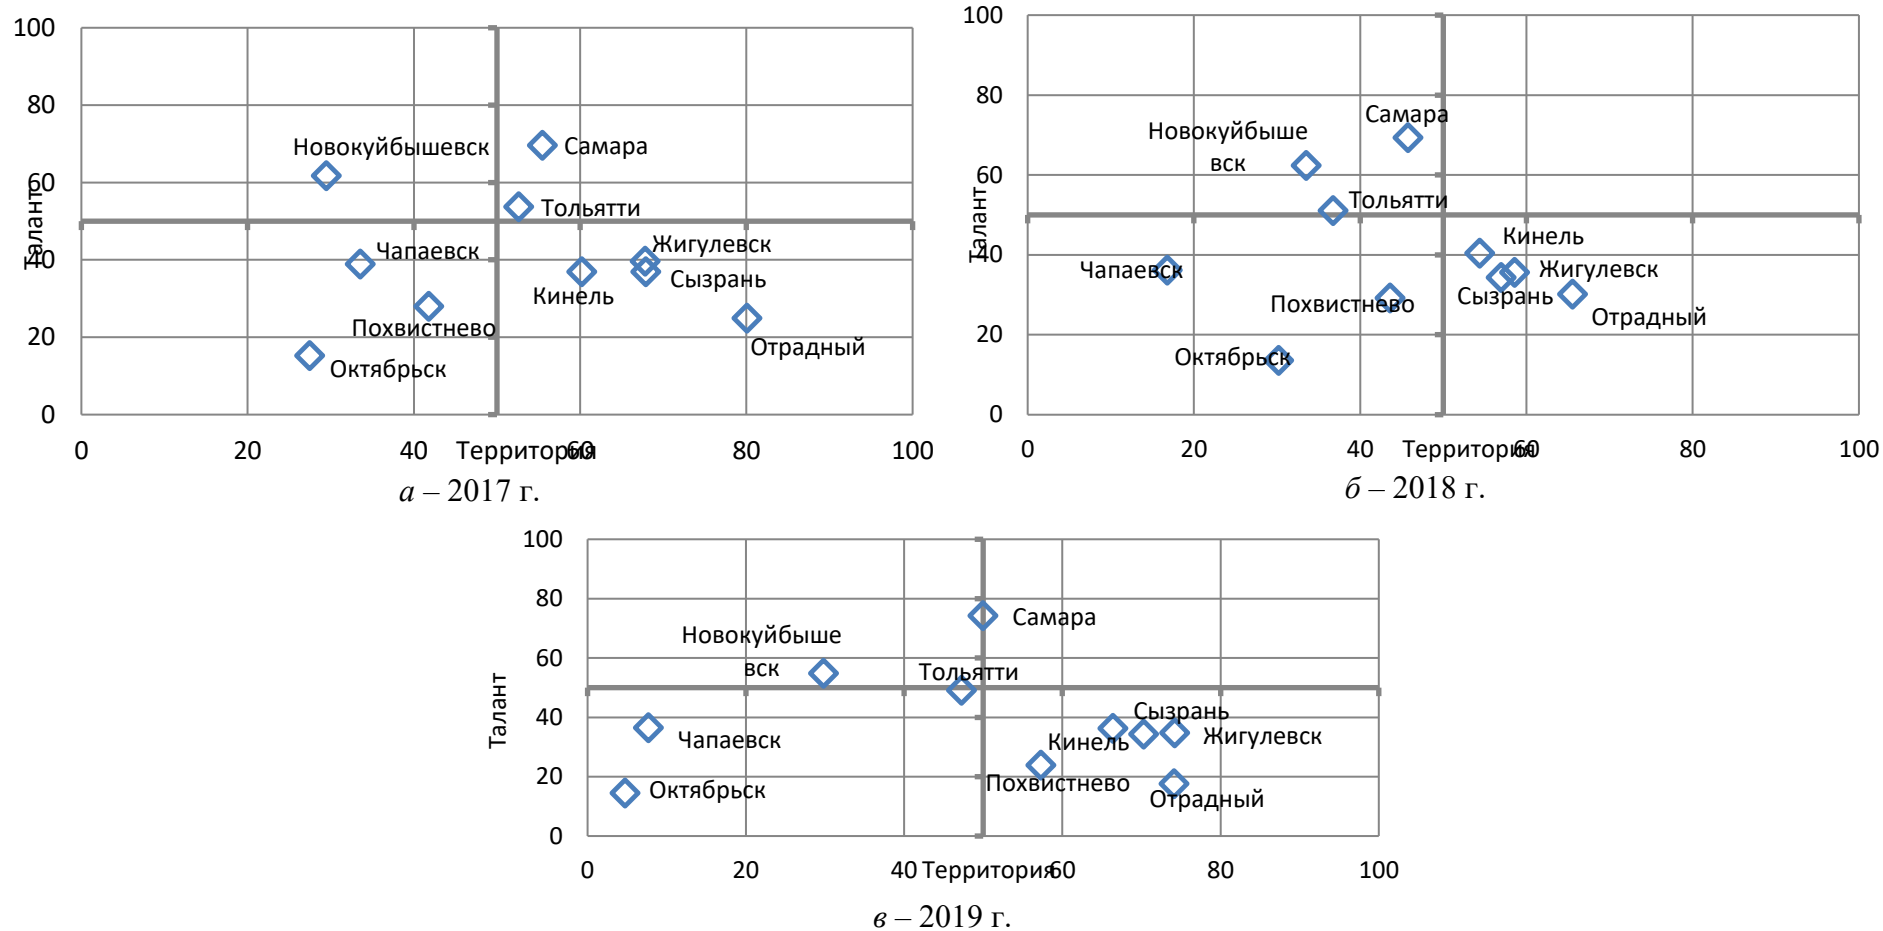 100
80
60
40
20
0
Талант
Новокуйбышевск
Самара
Тольятти
Чапаевск
Жигулевск
Сызрань
Кинель
Похвистнево
Отрадный
Октябрьск
0 20 40 60 80 100
Территория
а – 2017 г.
100
80
60
40
20
0
Талант
Самара
Новокуйбыше
вск
Тольятти
Кинель
Чапаевск
Жигулевск
Сызрань
Похвистнево
Отрадный
Октябрьск
0 20 40 60 80 100
Территория
б – 2018 г.
100
80
60
40
20
0
Талант
Самара
Новокуйбыше
вск
Тольятти
Сызрань
Чапаевск
Кинель
Жигулевск
Похвистнево
Октябрьск
Отрадный
0 20 40 60 80 100
Территория
в – 2019 г.